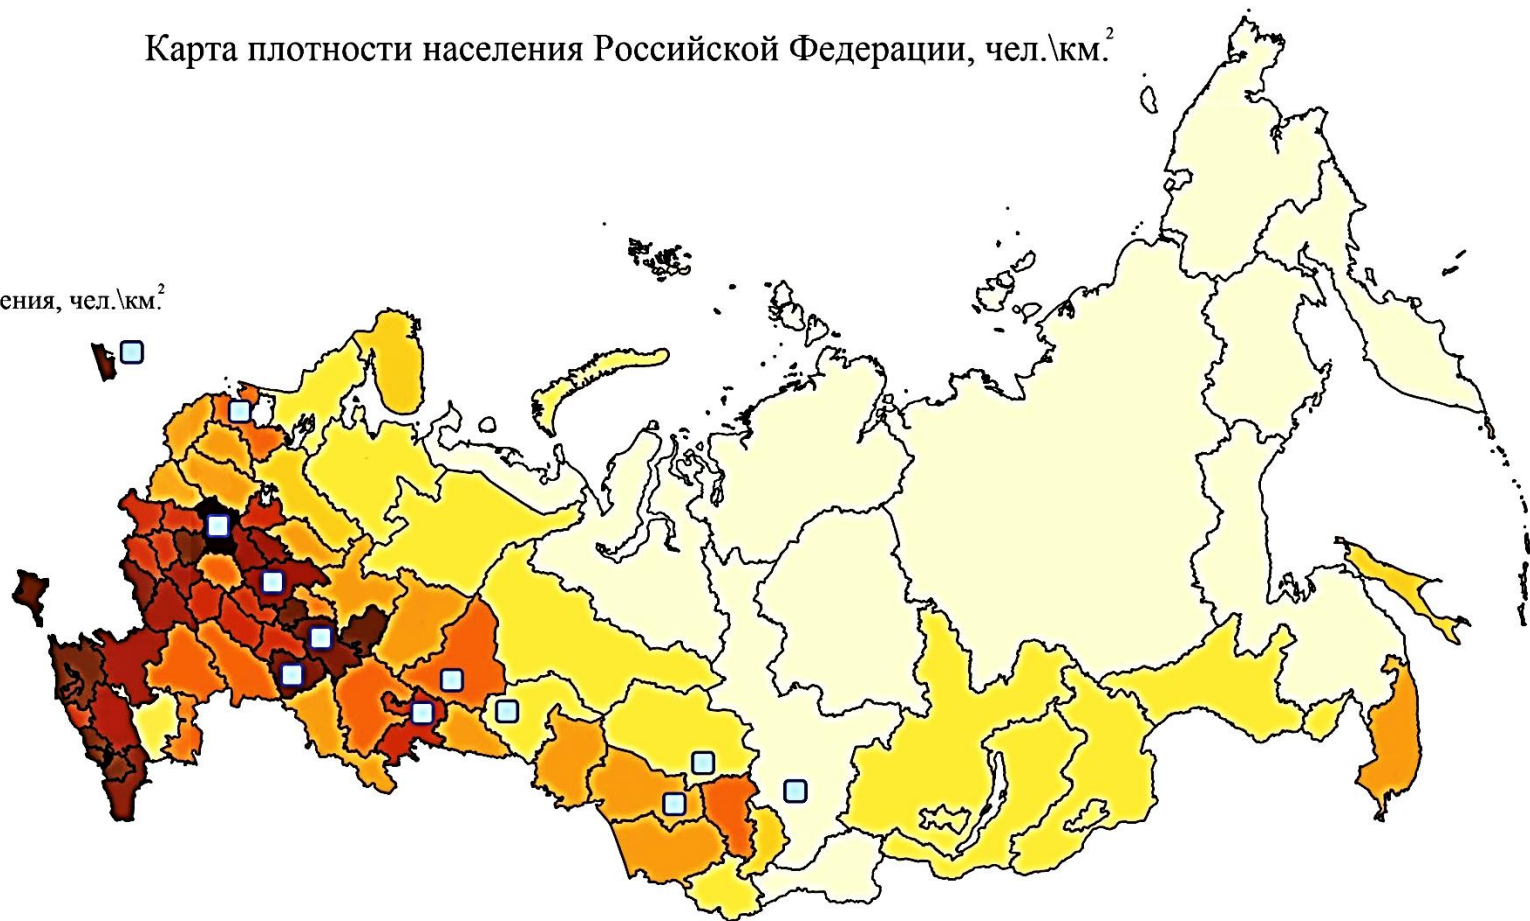 Карта плотности населения Российской Федерации, чел.\км.²
ения, чел.\км.²